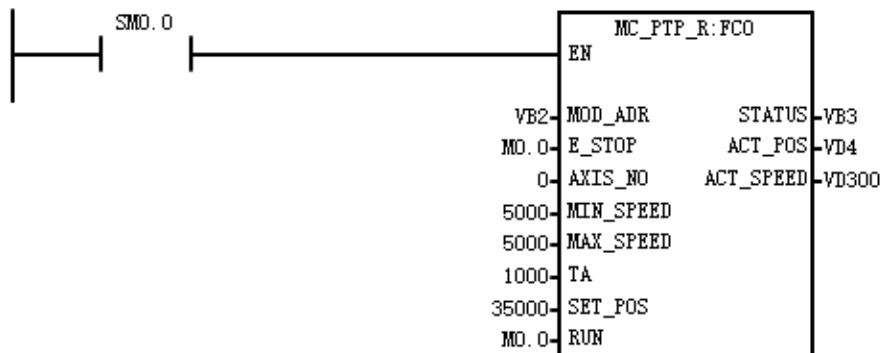 SM0.0
MC_PTP_R:FC0
EN
VB2 MOD_ADR STATUS VB3
M0.0 E_STOP ACT_POS VD4
0 AXIS_NO ACT_SPEED VD300
5000 MIN_SPEED
5000 MAX_SPEED
1000 TA
35000 SET_POS
M0.0 RUN